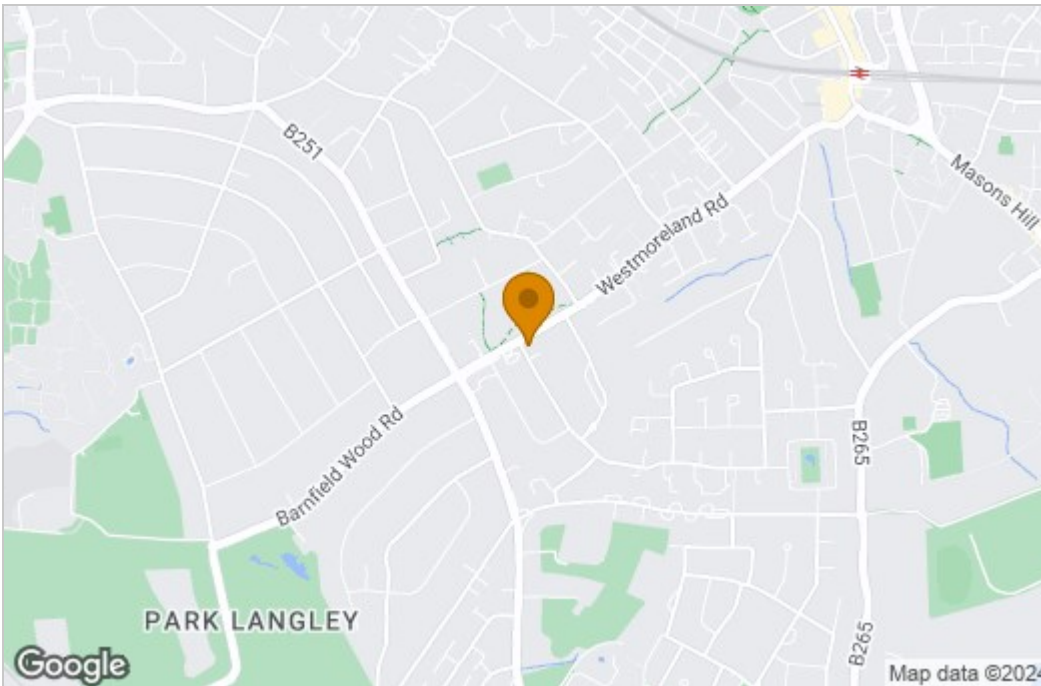 B251
Masons Hill
Westmoreland Rd
B265
Barnfield Wood Rd
PARK LANGLEY
B265
Google
Map data ©2024